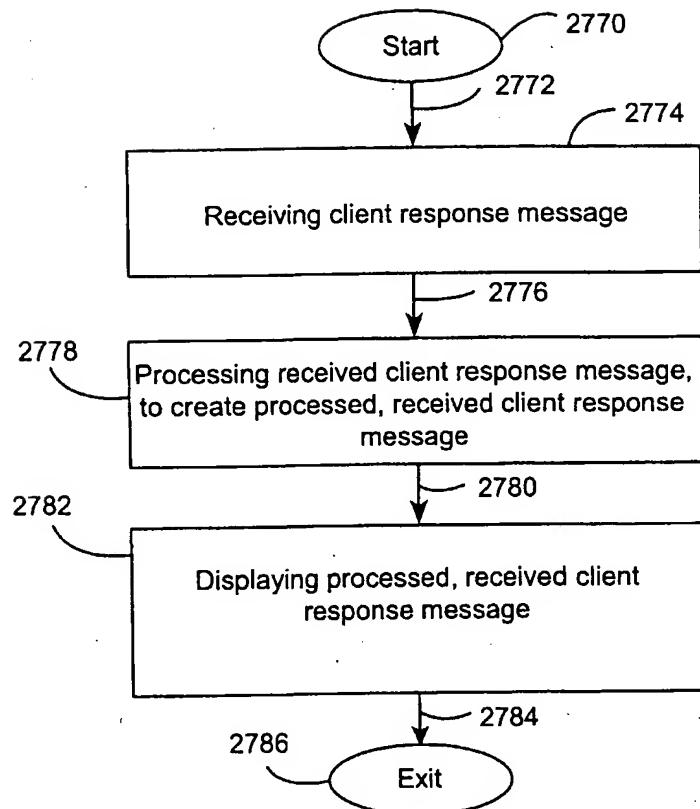 Start
2770
2772
2774
Receiving client response message
2776
2778
Processing received client response message,
to create processed, received client response
message
2780
2782
Displaying processed, received client
response message
2784
2786
Exit